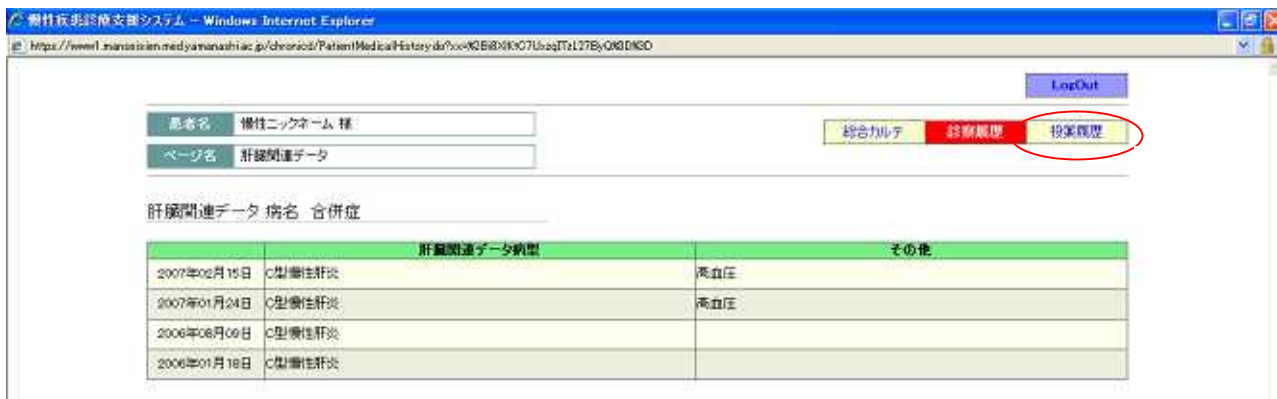 慢性疾患診療支援システム - Windows Internet Explorer
LogOut
患者名 慢性ニックネーム 様
総合カルテ 診察履歴 投薬履歴
ページ名 肝臓関連データ
肝臓関連データ 病名 合併症
肝臓関連データ病型 その他
2007年02月15日 C型慢性肝炎 高血圧
2007年01月24日 C型慢性肝炎 高血圧
2006年08月09日 C型慢性肝炎
2006年01月18日 C型慢性肝炎